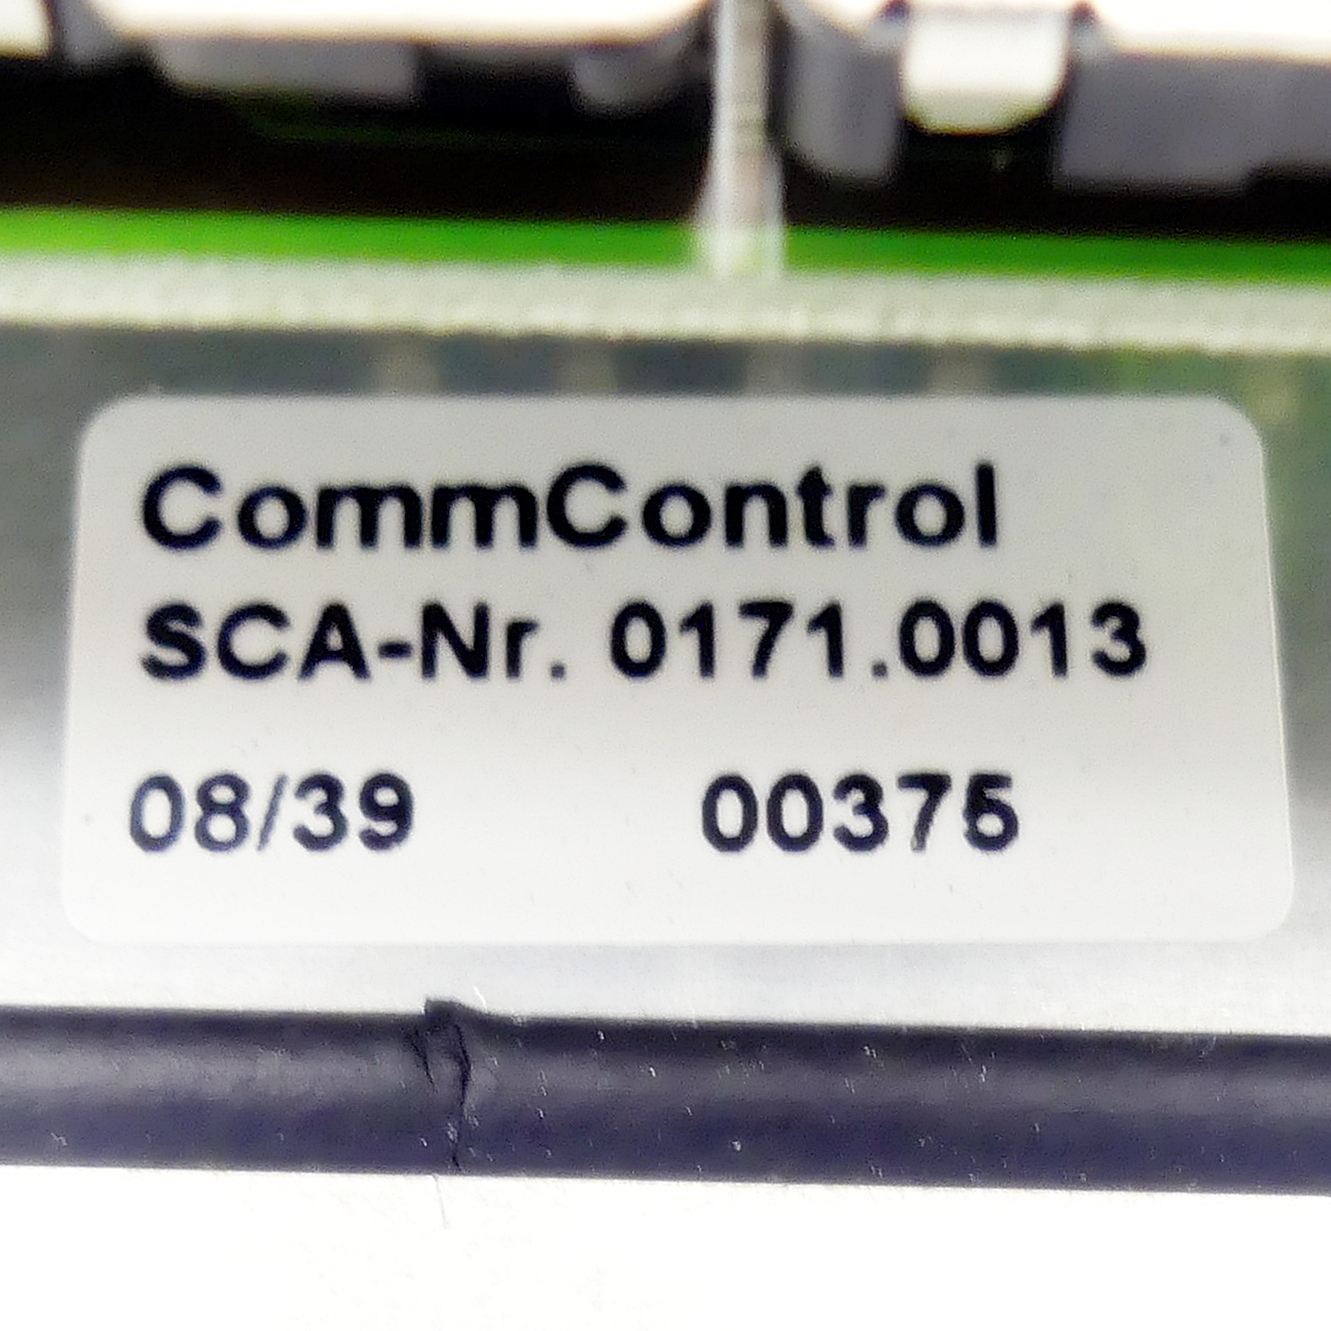 CommControl
SCA-Nr. 0171.0013
08/39 00375